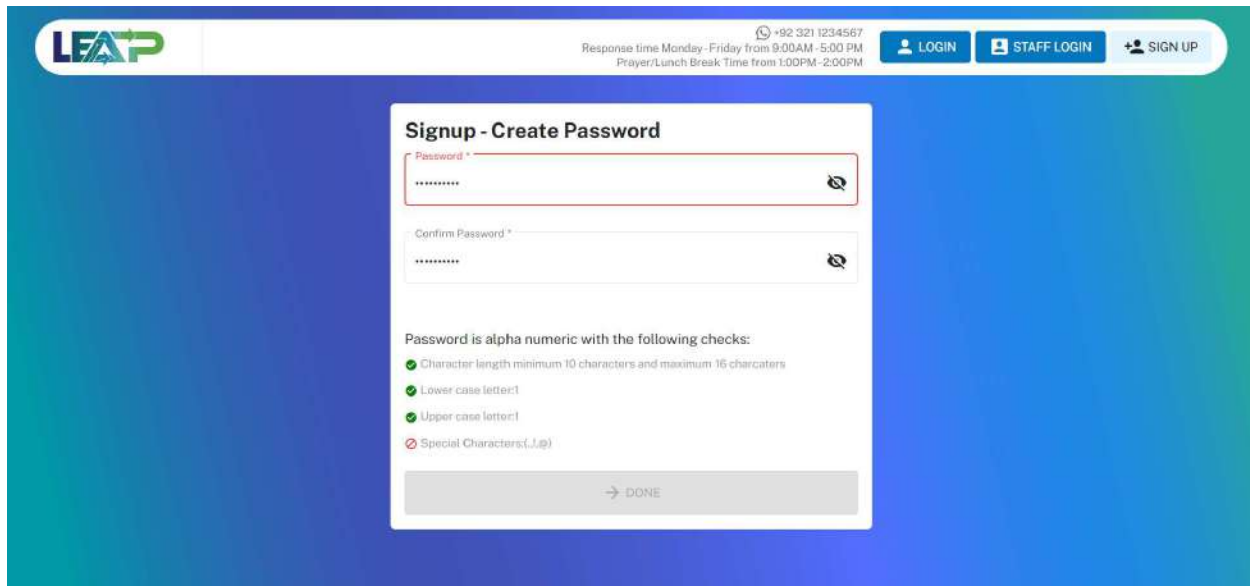 LEAP
+92 321 1234567
Response time Monday-Friday from 9:00AM-5:00 PM
Prayer/Lunch Break Time from 1:00PM-2:00PM
LOGIN
STAFF LOGIN
SIGN UP
Signup - Create Password
Password *
••••••••••
Confirm Password *
••••••••••
Password is alpha numeric with the following checks:
Character length minimum 10 characters and maximum 16 charcaters
Lower case letter:1
Upper case letter:1
Special Characters:(.,!,@)
→ DONE